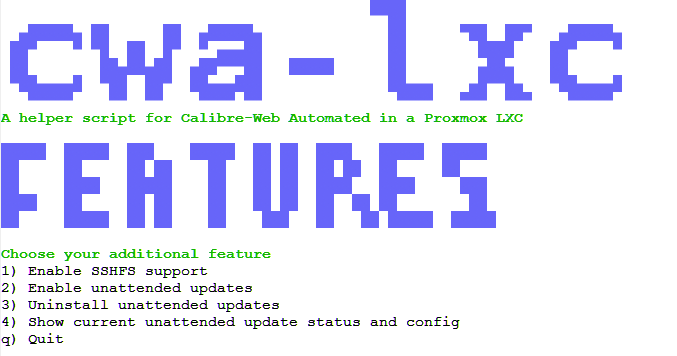 cwa-lxc
A helper script for Calibre-Web Automated in a Proxmox LXC
FEATURES
Choose your additional feature
1) Enable SSHFS support
2) Enable unattended updates
3) Uninstall unattended updates
4) Show current unattended update status and config
q) Quit